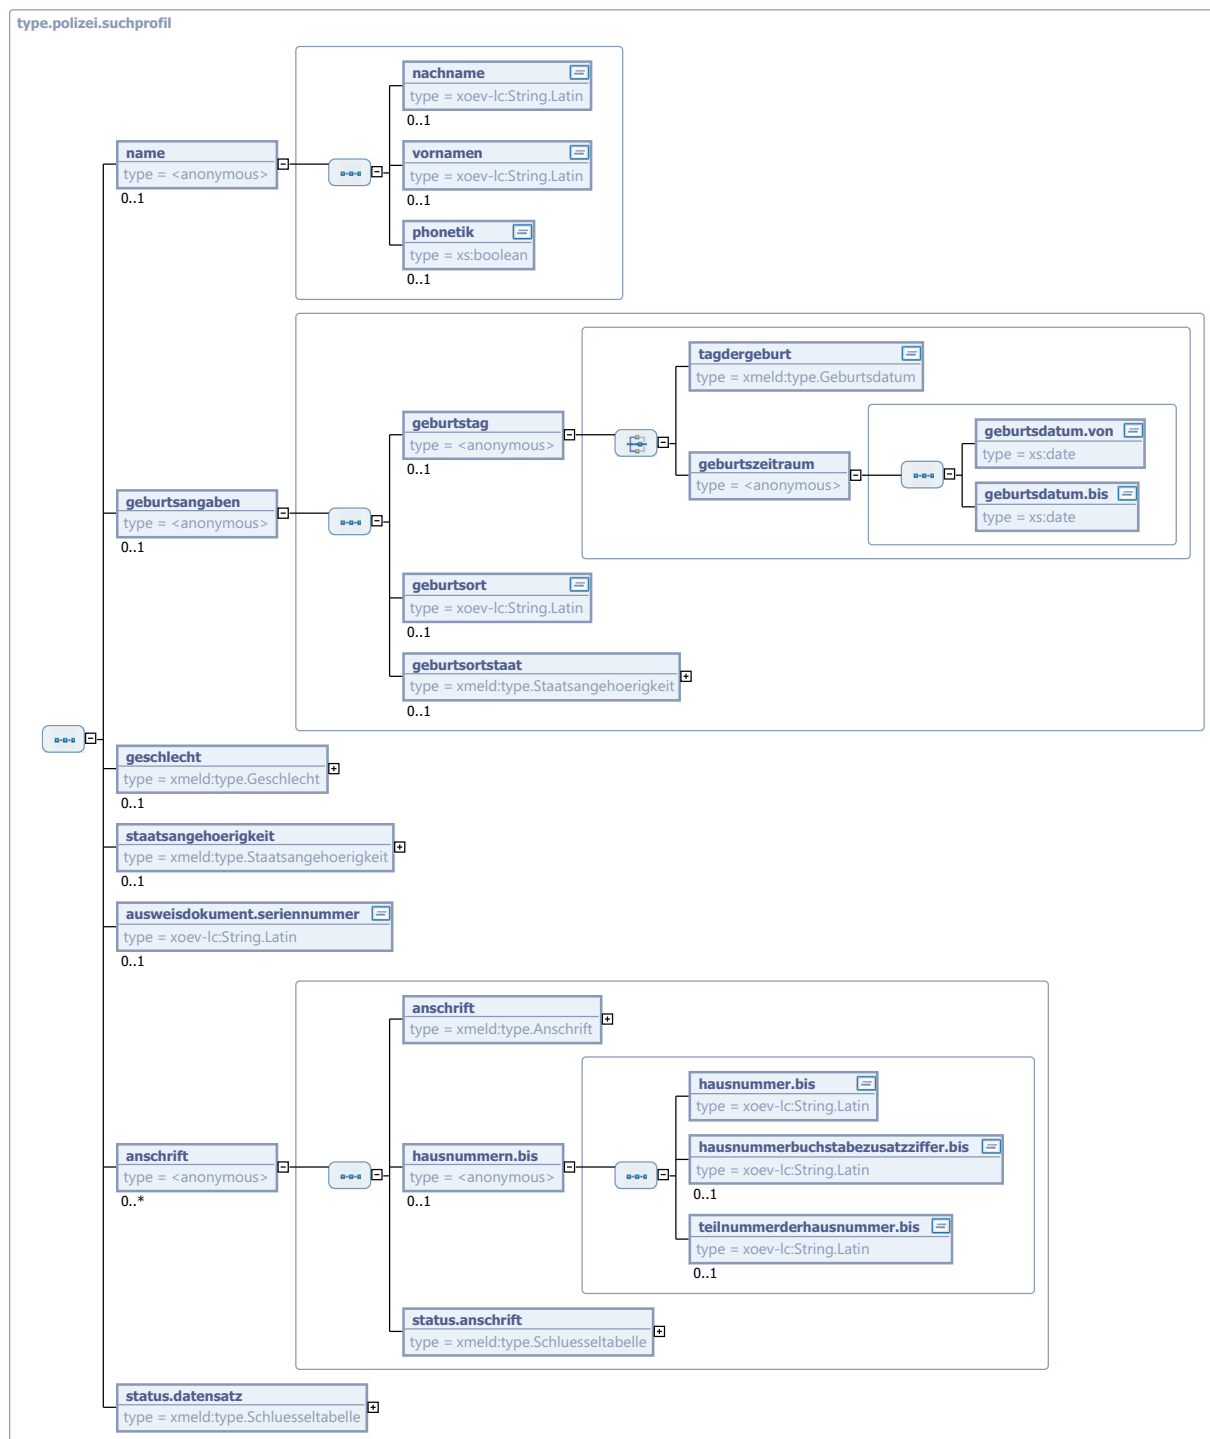 type.polizei.suchprofil
nachname
type = xoev-lc:String.Latin
0..1
name
type = <anonymous>
0..1
vornamen
type = xoev-lc:String.Latin
0..1
phonetik
type = xs:boolean
0..1
tagdergeburt
type = xmeld:type.Geburtsdatum
geburtstag
type = <anonymous>
0..1
geburtszeitraum
type = <anonymous>
geburtsdatum.von
type = xs:date
geburtsdatum.bis
type = xs:date
geburtsangaben
type = <anonymous>
0..1
geburtsort
type = xoev-lc:String.Latin
0..1
geburtsortstaat
type = xmeld:type.Staatsangehoerigkeit
0..1
geschlecht
type = xmeld:type.Geschlecht
0..1
staatsangehoerigkeit
type = xmeld:type.Staatsangehoerigkeit
0..1
ausweisdokument.seriennummer
type = xoev-lc:String.Latin
0..1
anschrift
type = xmeld:type.Anschrift
hausnummer.bis
type = xoev-lc:String.Latin
anschrift
type = <anonymous>
0..*
hausnummern.bis
type = <anonymous>
0..1
hausnummerbuchstabezusatzziffer.bis
type = xoev-lc:String.Latin
0..1
teilnummerderhausnummer.bis
type = xoev-lc:String.Latin
0..1
status.anschrift
type = xmeld:type.Schluesseltabelle
status.datensatz
type = xmeld:type.Schluesseltabelle